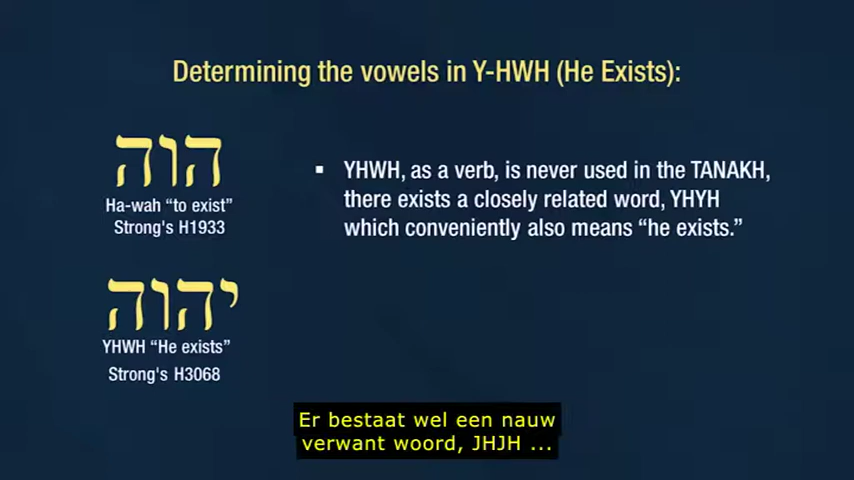 Determining the vowels in Y-HWH (He Exists):
הוה
Ha-wah “to exist”
Strong's H1933
יהוה
YHWH “He exists”
Strong's H3068
▪ YHWH, as a verb, is never used in the TANAKH,
there exists a closely related word, YHYH
which conveniently also means “he exists.”
Er bestaat wel een nauw
verwant woord, JHJH ...